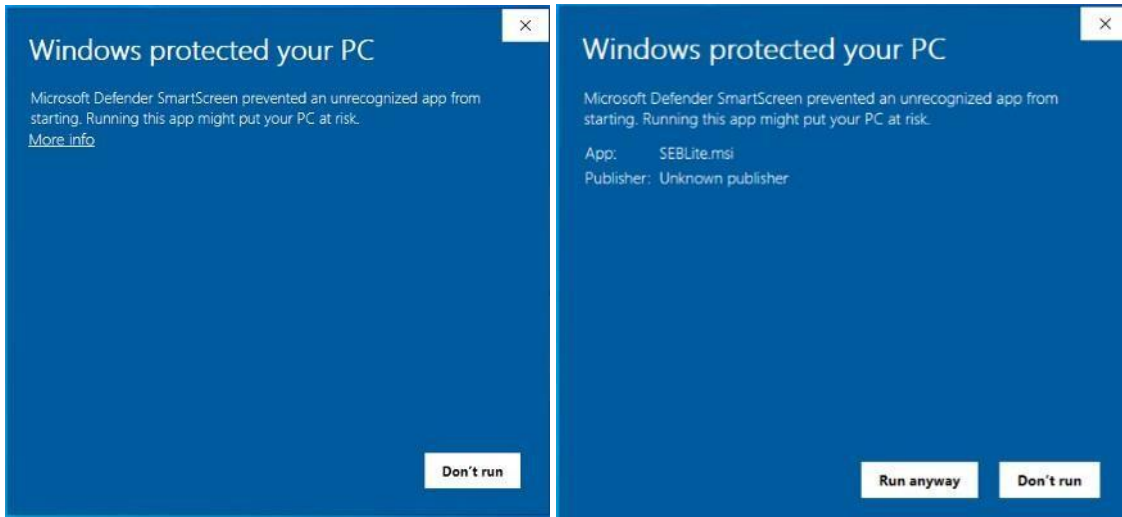 Windows protected your PC
Microsoft Defender SmartScreen prevented an unrecognized app from
starting. Running this app might put your PC at risk.
More info
Don't run
Windows protected your PC
Microsoft Defender SmartScreen prevented an unrecognized app from
starting. Running this app might put your PC at risk.
App: SEBLite.msi
Publisher: Unknown publisher
Run anyway Don't run